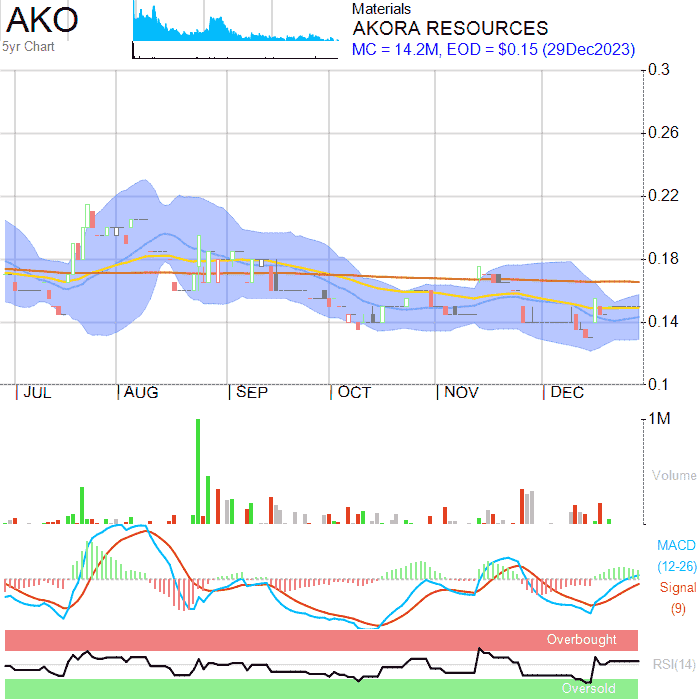 AKO
5yr Chart
Materials
AKORA RESOURCES
MC = 14.2M, EOD = $0.15 (29Dec2023)
0.3
0.26
0.22
0.18
0.14
0.1
JUL AUG SEP OCT NOV DEC
1M
Volume
MACD
(12-26)
Signal
(9)
Overbought
RSI(14)
Oversold